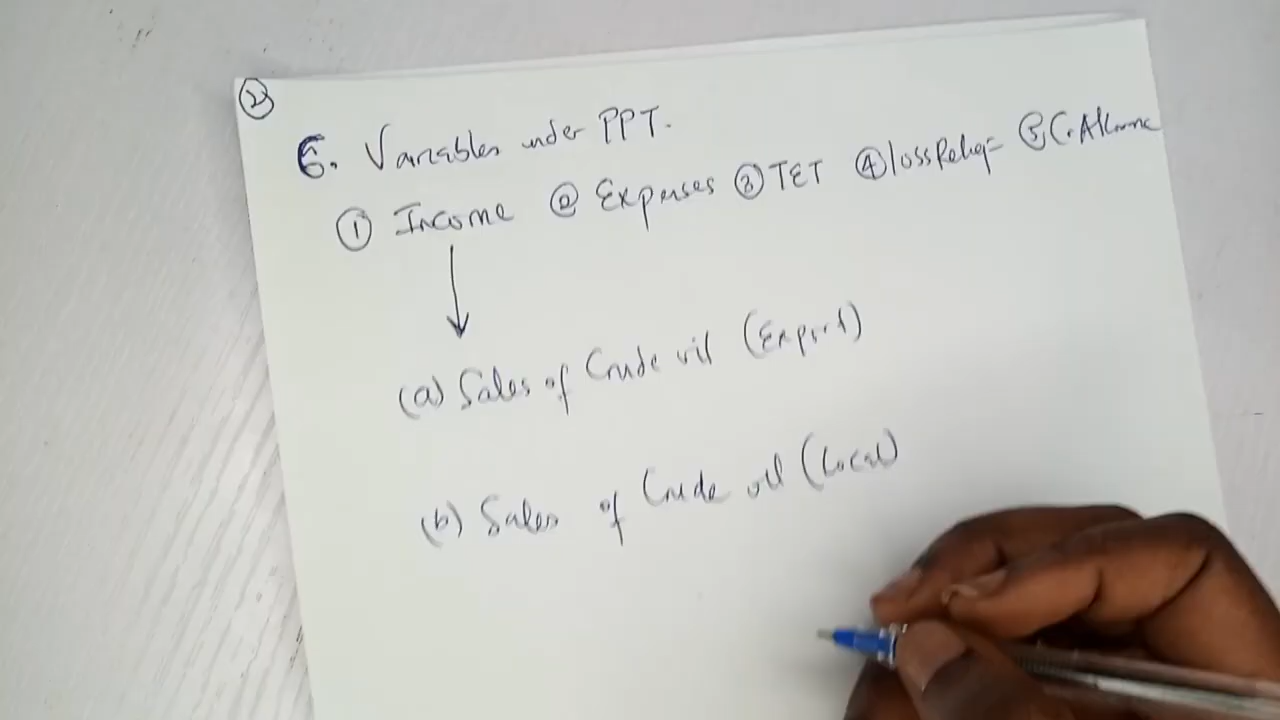 ②
6. Variables under PPT.
① Income ② Expenses ③ TET ④ loss Relief ⑤ C. Allowance
(a) Sales of Crude oil (Export)
(b) Sales of Crude oil (Local)